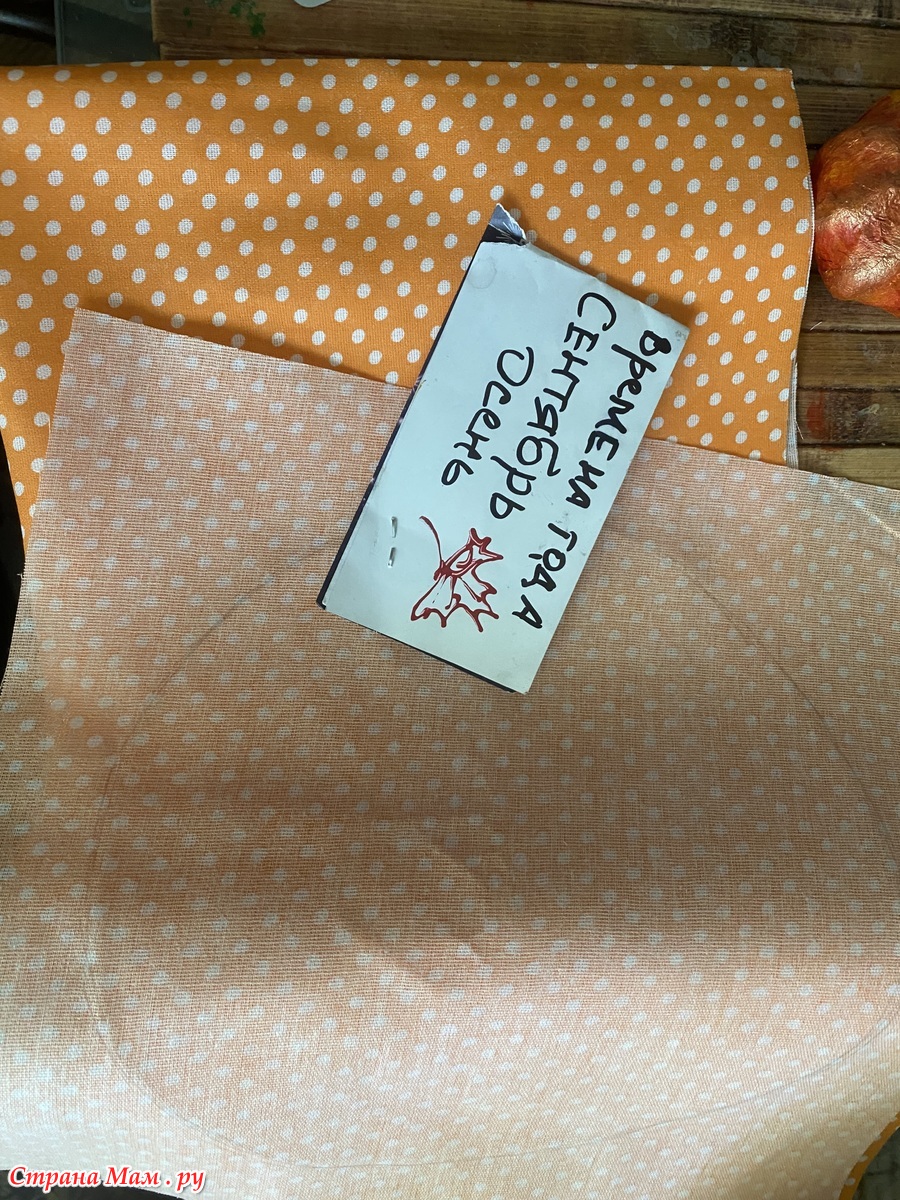 Времена года
Сентябрь
Осень
Страна Мам . ру